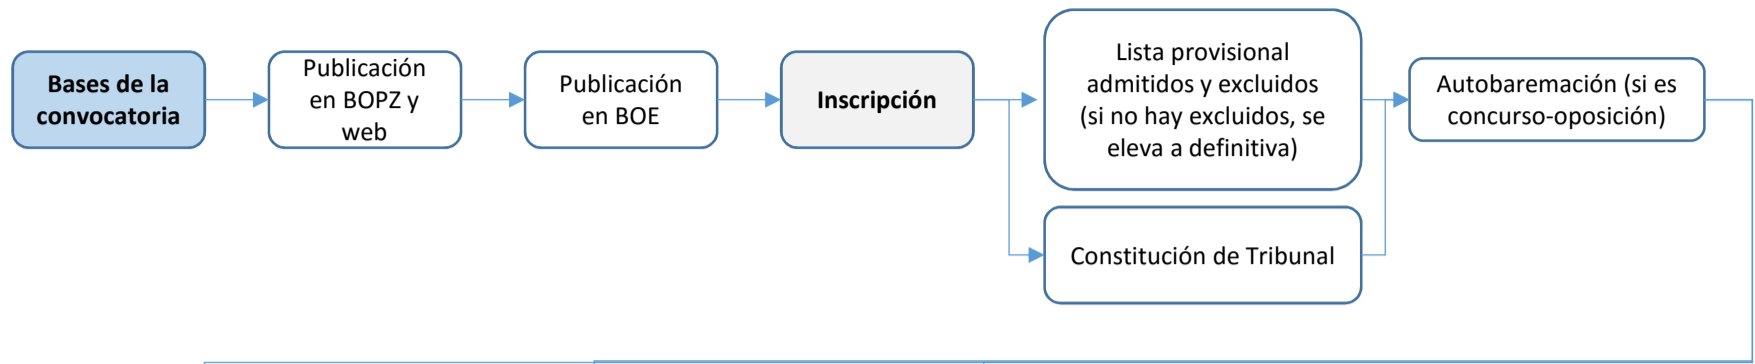 Bases de la
convocatoria
Publicación
en BOPZ y
web
Publicación
en BOE
Inscripción
Lista provisional
admitidos y excluidos
(si no hay excluidos, se
eleva a definitiva)
Constitución de Tribunal
Autobaremación (si es
concurso-oposición)